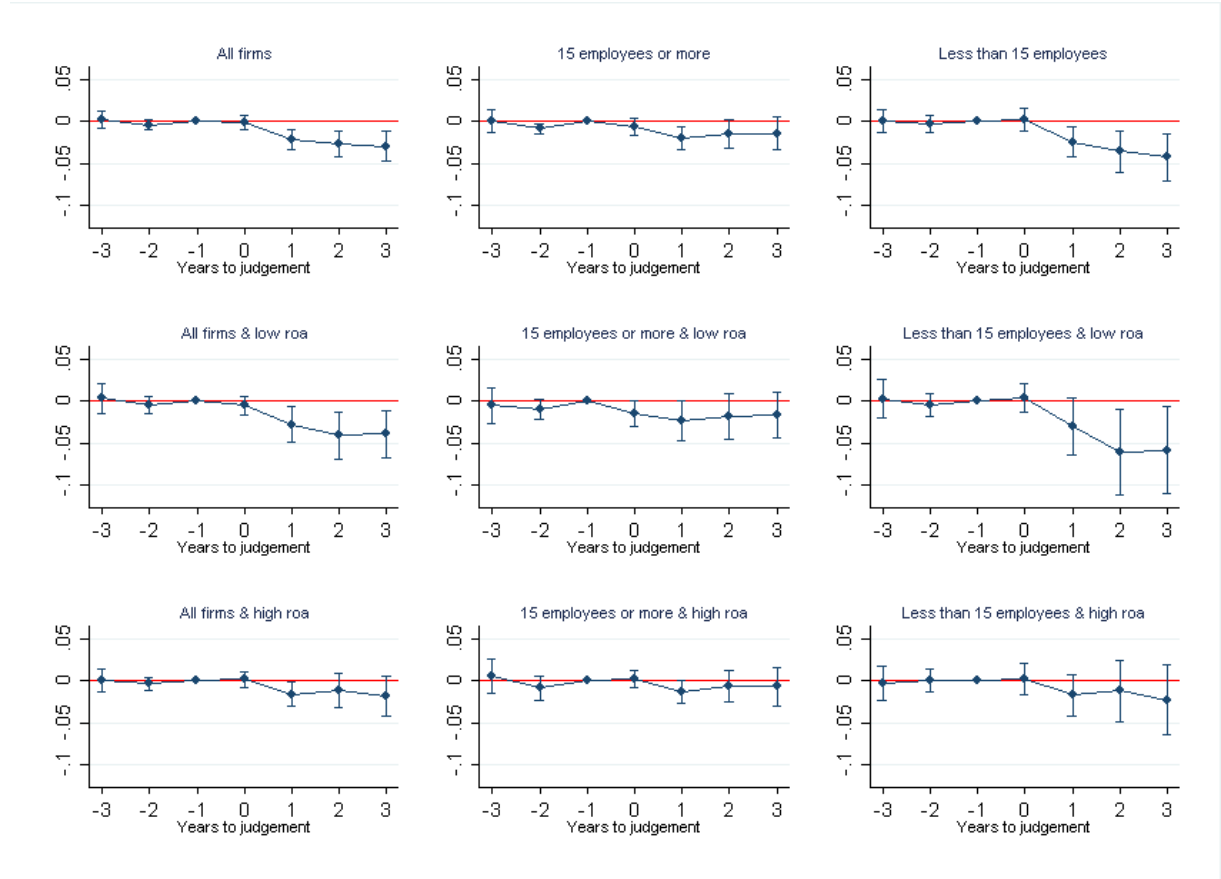 All firms
.05
0
-.05
-.1
-3 -2 -1 0 1 2 3
Years to judgement
15 employees or more
.05
0
-.05
-.1
-3 -2 -1 0 1 2 3
Years to judgement
Less than 15 employees
.05
0
-.05
-.1
-3 -2 -1 0 1 2 3
Years to judgement
All firms & low roa
.05
0
-.05
-.1
-3 -2 -1 0 1 2 3
Years to judgement
15 employees or more & low roa
.05
0
-.05
-.1
-3 -2 -1 0 1 2 3
Years to judgement
Less than 15 employees & low roa
.05
0
-.05
-.1
-3 -2 -1 0 1 2 3
Years to judgement
All firms & high roa
.05
0
-.05
-.1
-3 -2 -1 0 1 2 3
Years to judgement
15 employees or more & high roa
.05
0
-.05
-.1
-3 -2 -1 0 1 2 3
Years to judgement
Less than 15 employees & high roa
.05
0
-.05
-.1
-3 -2 -1 0 1 2 3
Years to judgement